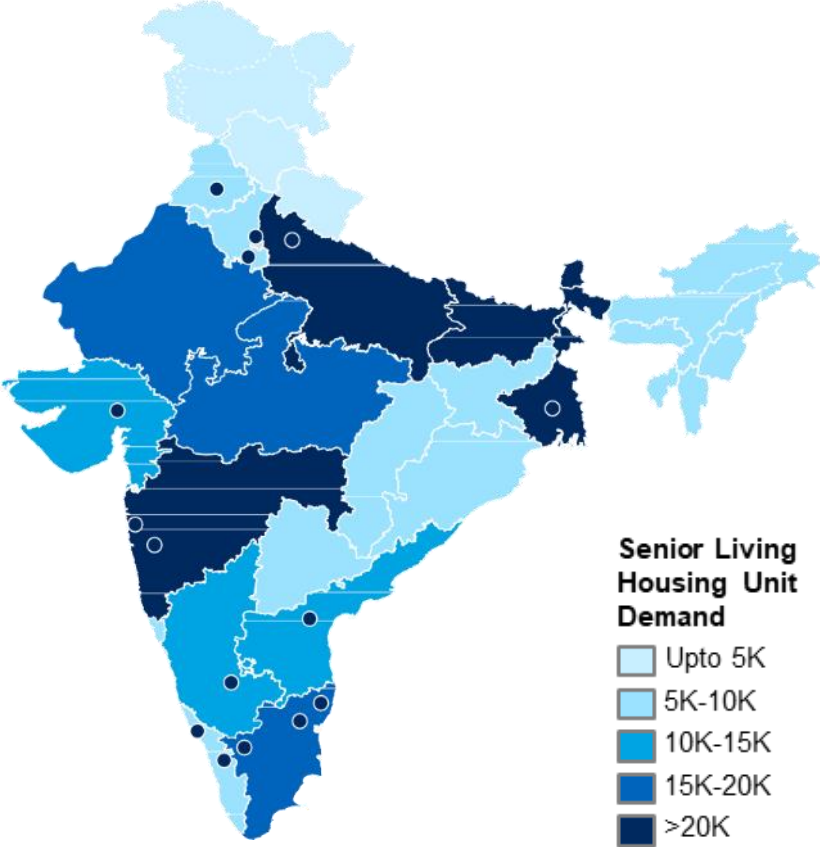 Senior Living
Housing Unit
Demand
Upto 5K
5K-10K
10K-15K
15K-20K
>20K